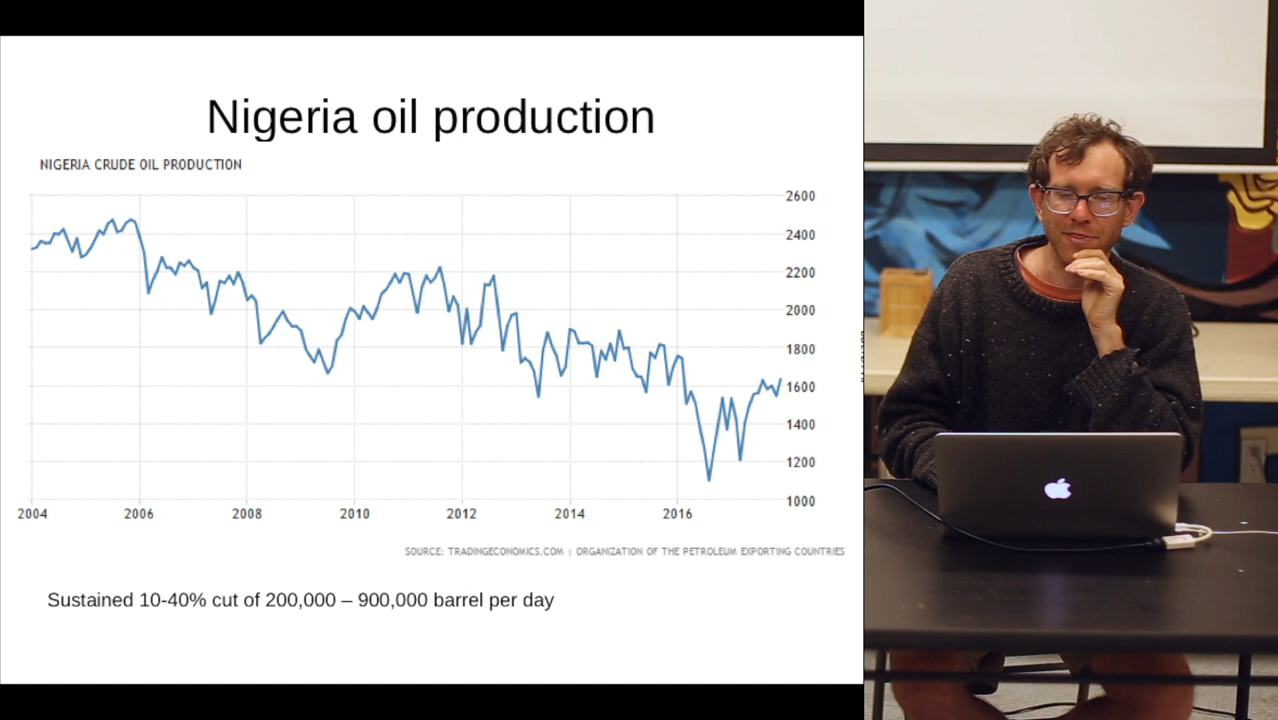 Nigeria oil production
NIGERIA CRUDE OIL PRODUCTION
2600
2400
2200
2000
1800
1600
1400
1200
1000
2004 2006 2008 2010 2012 2014 2016
SOURCE: TRADINGECONOMICS.COM | ORGANIZATION OF THE PETROLEUM EXPORTING COUNTRIES
Sustained 10-40% cut of 200,000 – 900,000 barrel per day